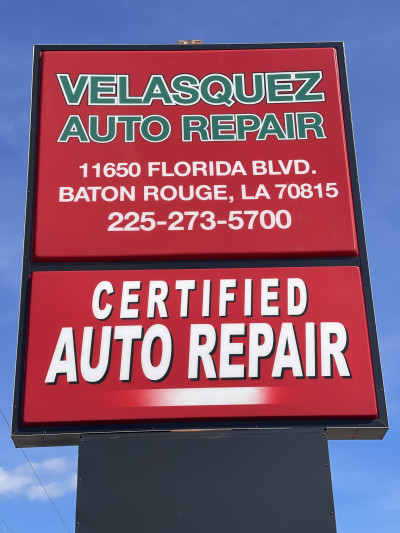 VELASQUEZ
AUTO REPAIR
11650 FLORIDA BLVD.
BATON ROUGE, LA 70815
225-273-5700
CERTIFIED
AUTO REPAIR